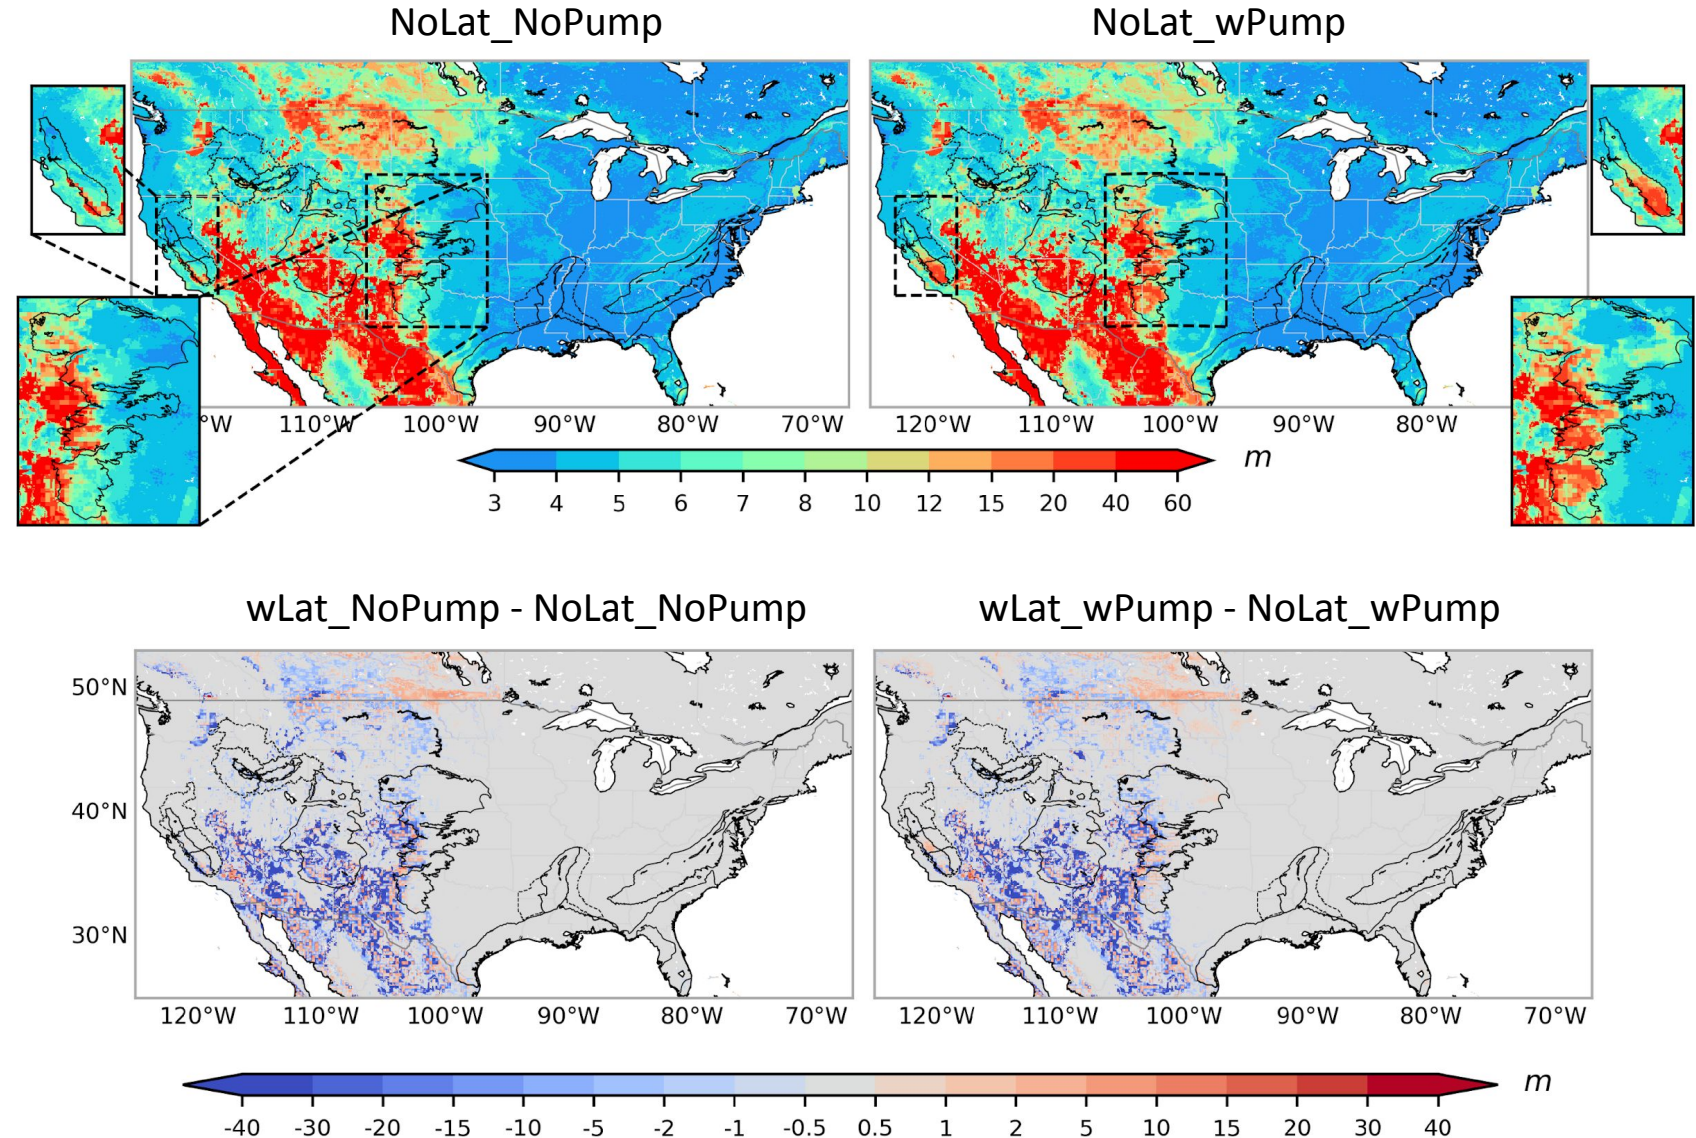 NoLat_NoPump NoLat_wPump
°W 110°W 100°W 90°W 80°W 70°W 120°W 110°W 100°W 90°W 80°W
m
3 4 5 6 7 8 10 12 15 20 40 60
wLat_NoPump - NoLat_NoPump wLat_wPump - NoLat_wPump
50°N
40°N
30°N
120°W 110°W 100°W 90°W 80°W 70°W 120°W 110°W 100°W 90°W 80°W 70°W
m
-40 -30 -20 -15 -10 -5 -2 -1 -0.5 0.5 1 2 5 10 15 20 30 40